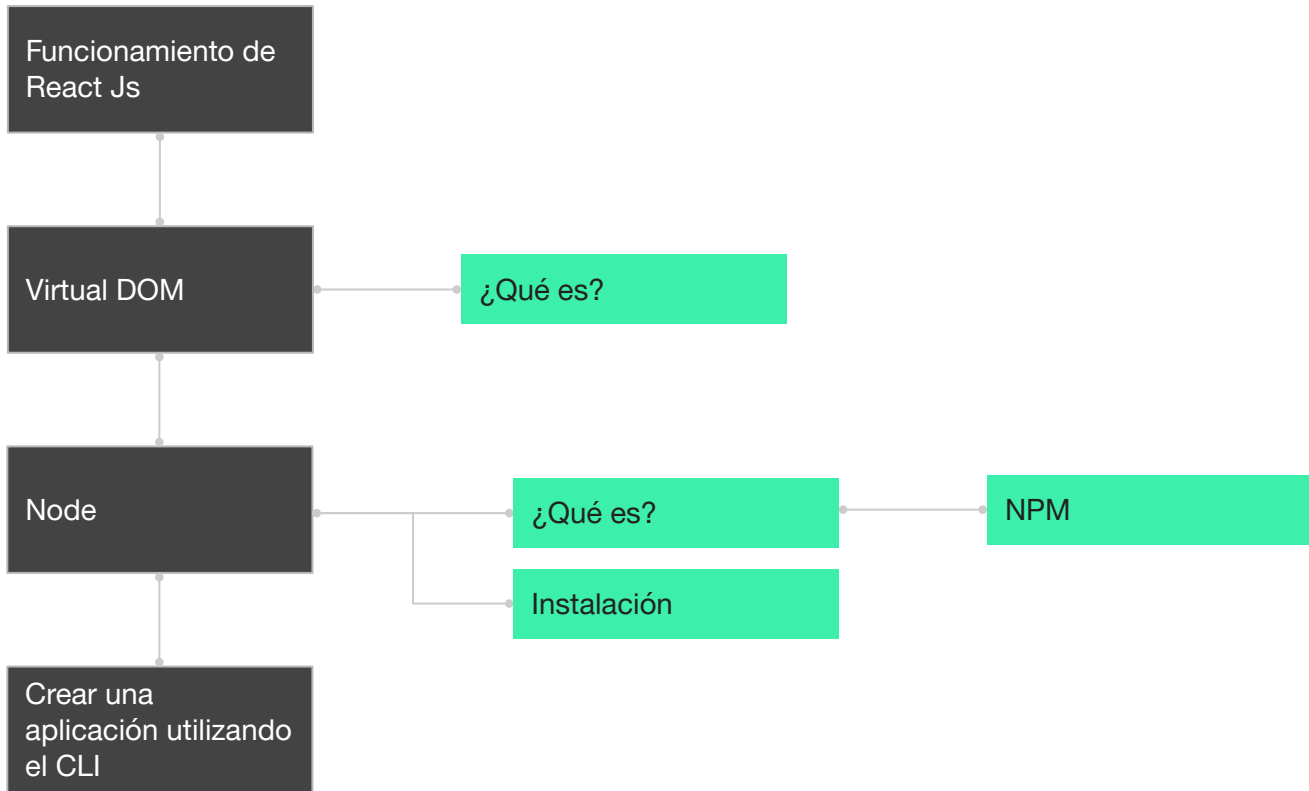 Funcionamiento de
React Js
Virtual DOM
¿Qué es?
Node
¿Qué es?
NPM
Instalación
Crear una
aplicación utilizando
el CLI